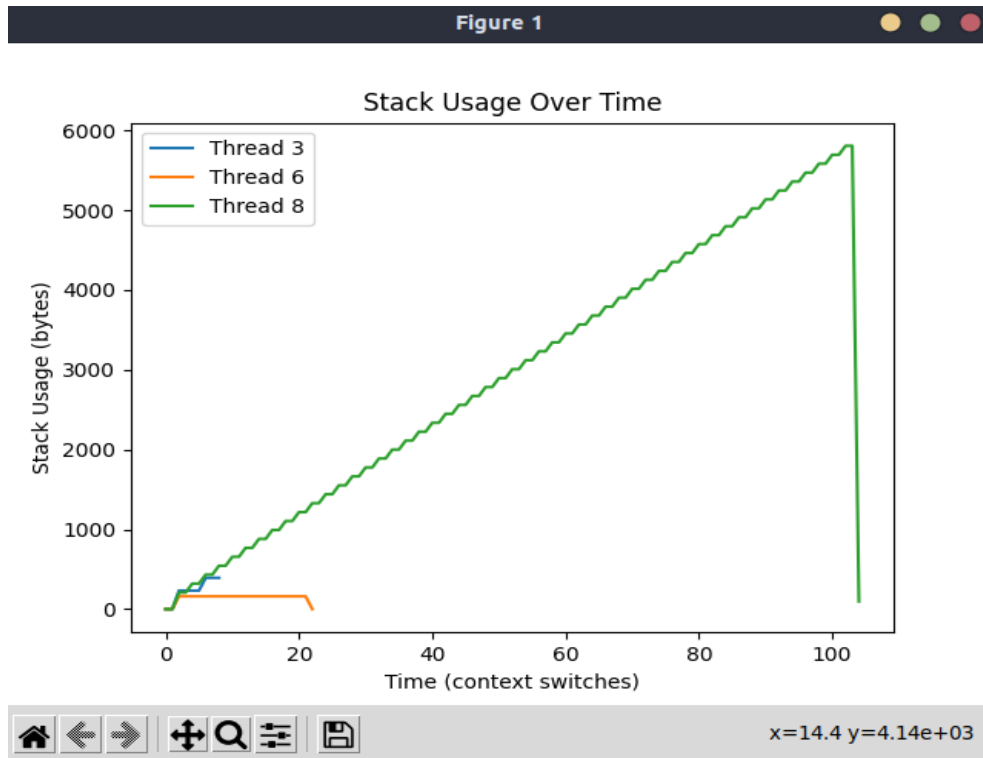 Figure 1
Stack Usage Over Time
Thread 3
Thread 6
Thread 8
6000
5000
4000
3000
2000
1000
0
Stack Usage (bytes)
0 20 40 60 80 100
Time (context switches)
x=14.4 y=4.14e+03